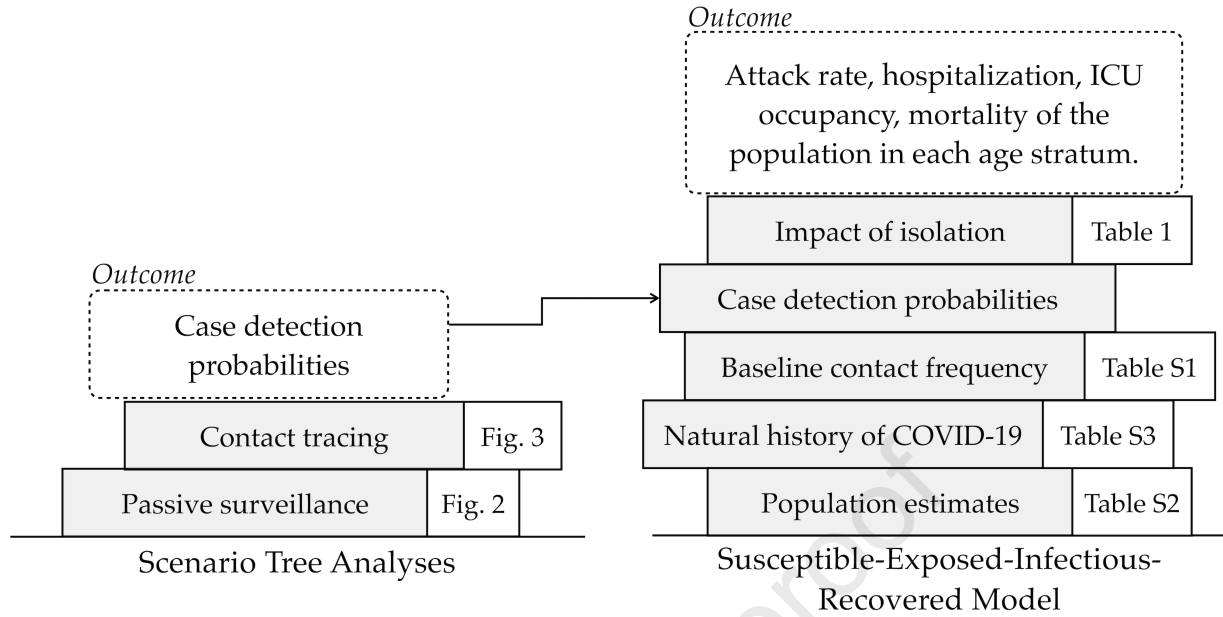 Outcome
Case detection
probabilities
Contact tracing
Fig. 3
Passive surveillance
Fig. 2
Scenario Tree Analyses
Outcome
Attack rate, hospitalization, ICU
occupancy, mortality of the
population in each age stratum.
Impact of isolation
Table 1
Case detection probabilities
Baseline contact frequency
Table S1
Natural history of COVID-19
Table S3
Population estimates
Table S2
Susceptible-Exposed-Infectious-
Recovered Model
proof